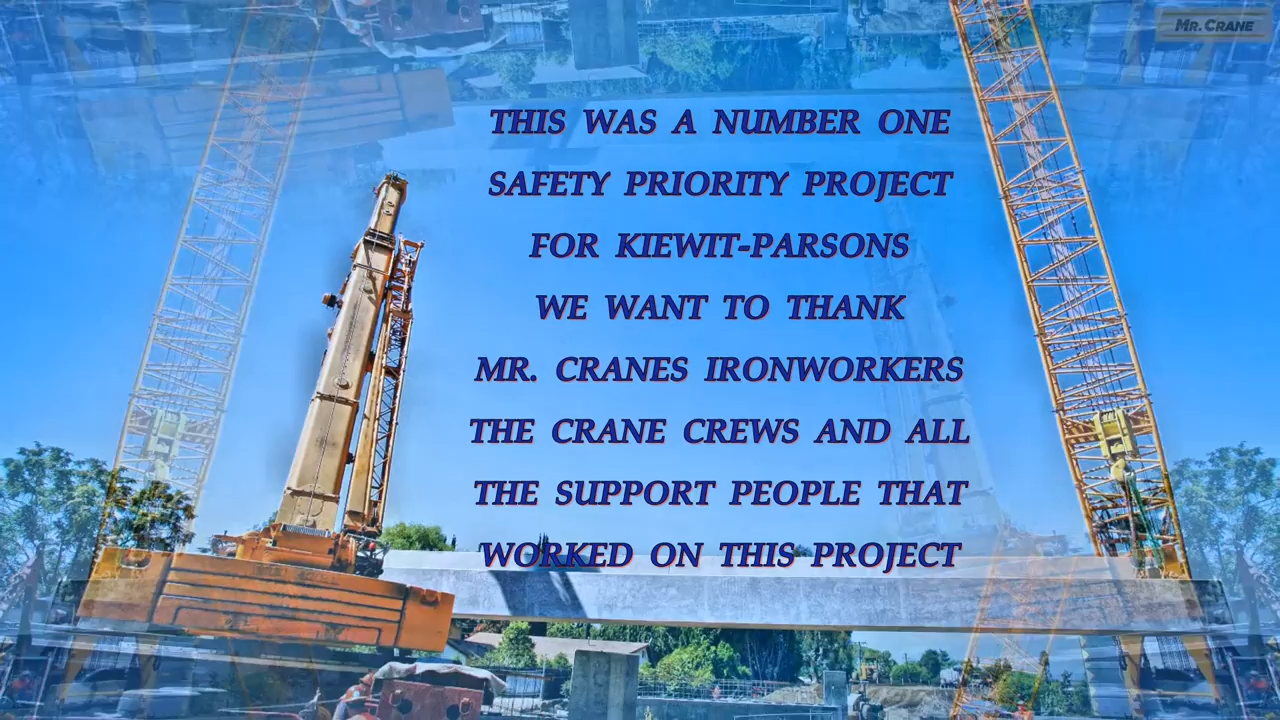 MR. CRANE
THIS WAS A NUMBER ONE
SAFETY PRIORITY PROJECT
FOR KIEWIT-PARSONS
WE WANT TO THANK
MR. CRANES IRONWORKERS
THE CRANE CREWS AND ALL
THE SUPPORT PEOPLE THAT
WORKED ON THIS PROJECT